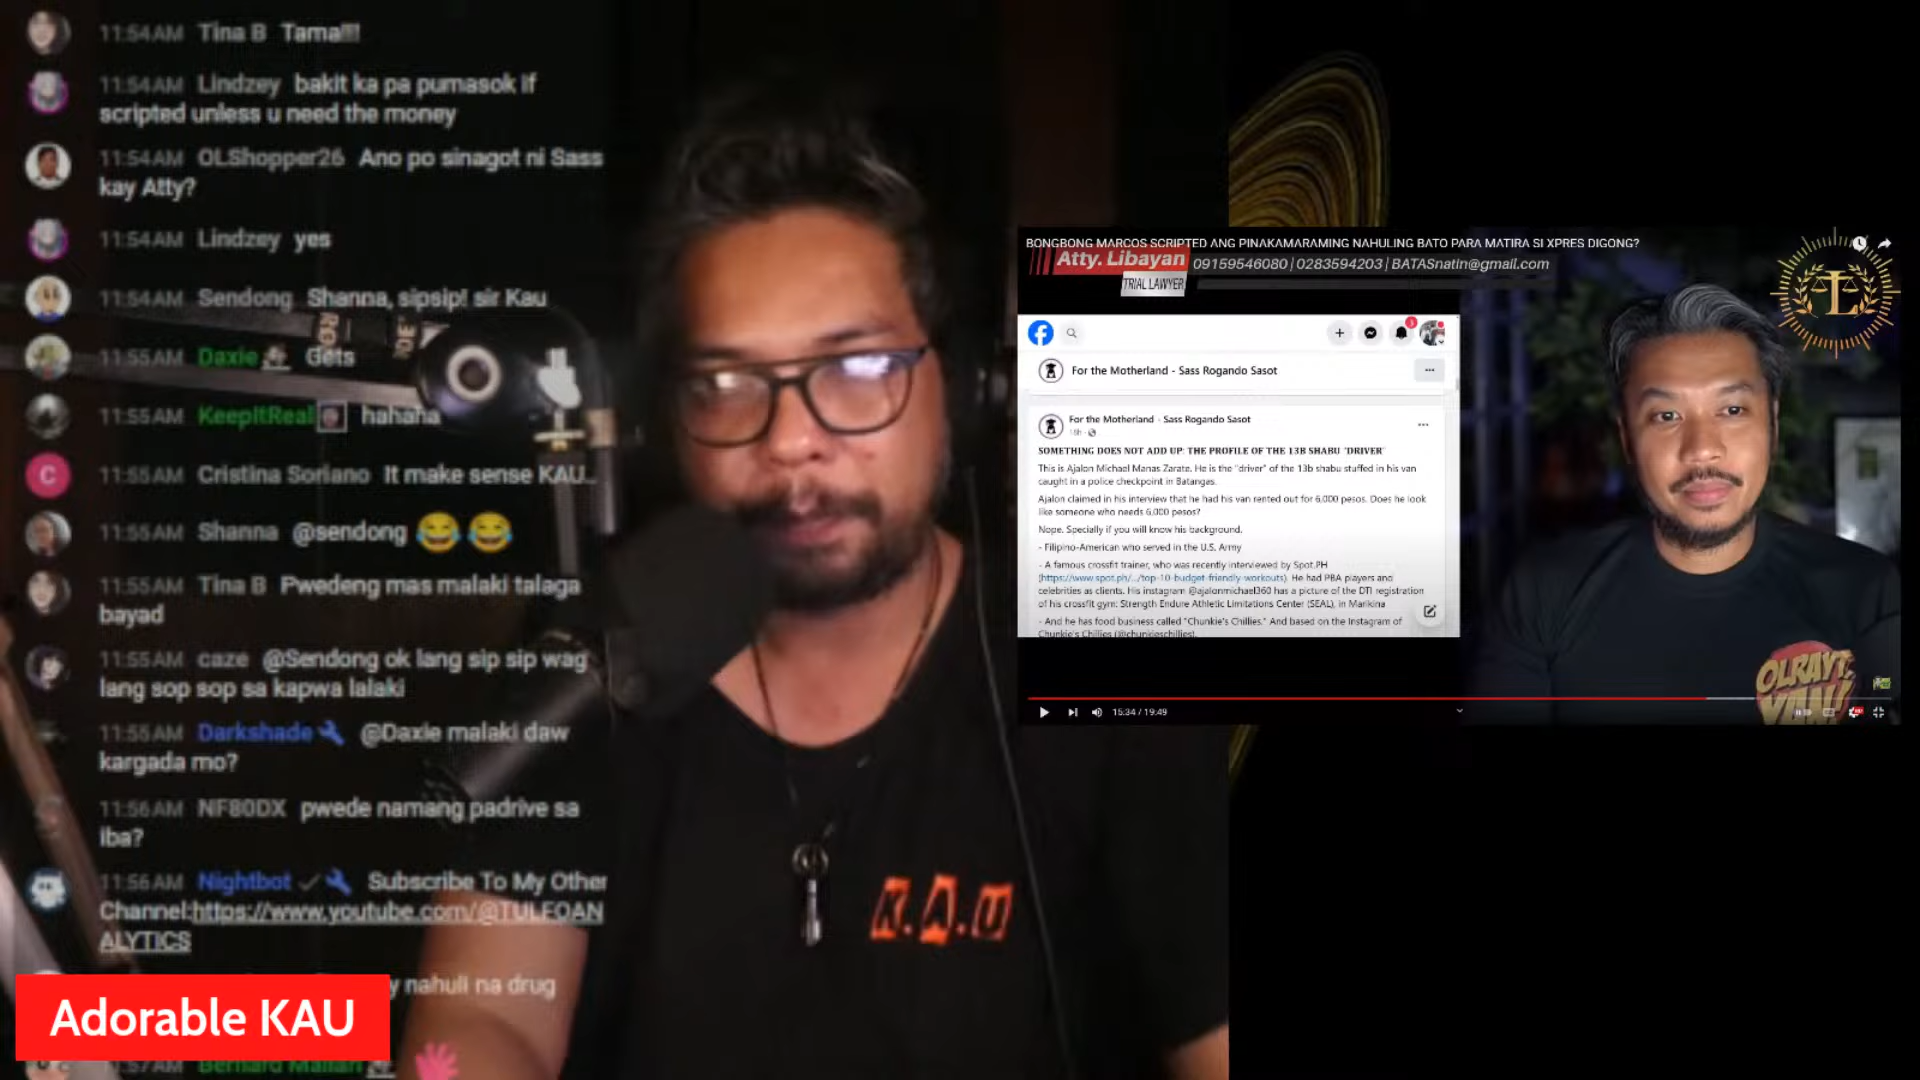 11:54AM Tina B Tama!!!
11:54AM Lindzey bakit ka pa pumasok if
scripted unless u need the money
11:54AM OLShopper26 Ano po sinagot ni Sass
kay Atty?
11:54AM Lindzey yes
11:54AM Sendong Shanna, sipsip! sir Kau
11:55AM Daxie Gets
11:55AM KeepItReal hahaha
C
11:55AM Cristina Soriano It make sense KAU..
11:55AM Shanna @sendong 😂 😂
11:55AM Tina B Pwedeng mas malaki talaga
bayad
11:55AM caze @Sendong ok lang sip sip wag
lang sop sop sa kapwa lalaki
11:55AM Darkshade @Daxie malaki daw
kargada mo?
11:56AM NF80DX pwede namang padrive sa
iba?
11:56AM Nightbot Subscribe To My Other
Channel:https://www.youtube.com/@TULFOAN
ALYTICS
y nahuli na drug
Adorable KAU
K.A.U
BONGBONG MARCOS SCRIPTED ANG PINAKAMARAMING NAHULING BATO PARA MATIRA SI XPRES DIGONG?
Atty. Libayan 09159546080 | 0283594203 | BATASnatin@gmail.com
TRIAL LAWYER
L
For the Motherland - Sass Rogando Sasot
For the Motherland - Sass Rogando Sasot
18h
SOMETHING DOES NOT ADD UP: THE PROFILE OF THE 13B SHABU "DRIVER"
This is Ajalon Michael Manas Zarate. He is the "driver" of the 13b shabu stuffed in his van
caught in a police checkpoint in Batangas.
Ajalon claimed in his interview that he had his van rented out for 6,000 pesos. Does he look
like someone who needs 6,000 pesos?
Nope. Specially if you will know his background.
- Filipino-American who served in the U.S. Army
- A famous crossfit trainer, who was recently interviewed by Spot.PH
(https://www.spot.ph/.../top-10-budget-friendly-workouts). He had PBA players and
celebrities as clients. His instagram @ajalonmichael360 has a picture of the DTI registration
of his crossfit gym: Strength Endure Athletic Limitations Center (SEAL), in Marikina
- And he has food business called "Chunkie's Chillies." And based on the Instagram of
Chunkie's Chillies (@chunkieschillies),
OLRAYT,
YAN!
15:34 / 19:49